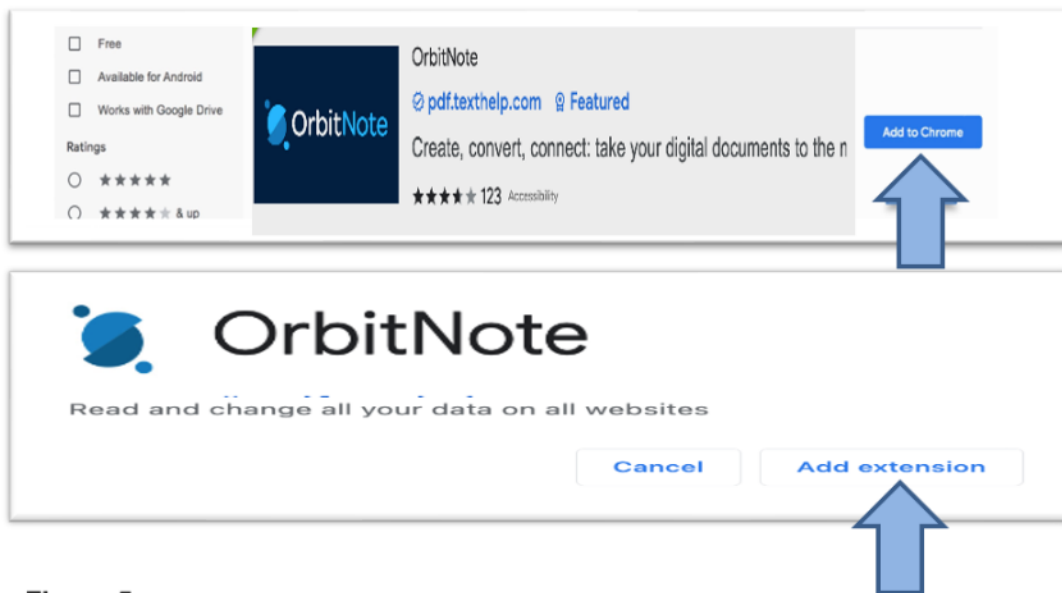 Free
Available for Android
Works with Google Drive
Ratings
& up
OrbitNote
OrbitNote
pdf.texthelp.com Featured
Create, convert, connect: take your digital documents to the n
123 Accessibility
Add to Chrome
OrbitNote
Read and change all your data on all websites
Cancel
Add extension